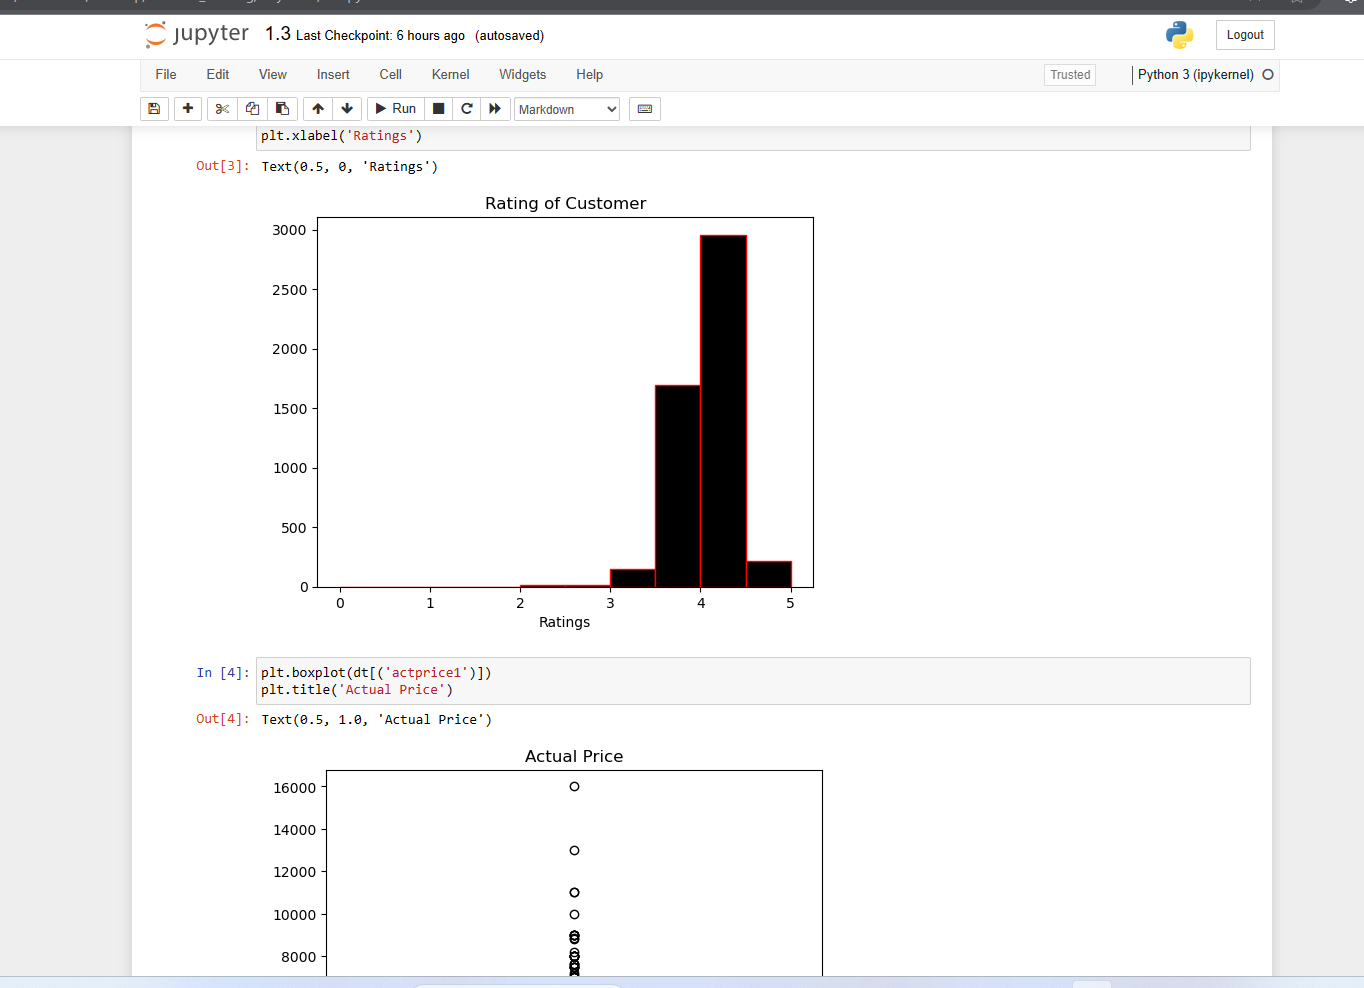 jupyter 1.3 Last Checkpoint: 6 hours ago (autosaved)
Logout
File Edit View Insert Cell Kernel Widgets Help
Trusted
Python 3 (ipykernel)
Run
Markdown
plt.xlabel('Ratings')
Out[3]: Text(0.5, 0, 'Ratings')
Rating of Customer
3000
2500
2000
1500
1000
500
0
0 1 2 3 4 5
Ratings
In [4]: plt.boxplot(dt[('actprice1')])
plt.title('Actual Price')
Out[4]: Text(0.5, 1.0, 'Actual Price')
Actual Price
16000
14000
12000
10000
8000